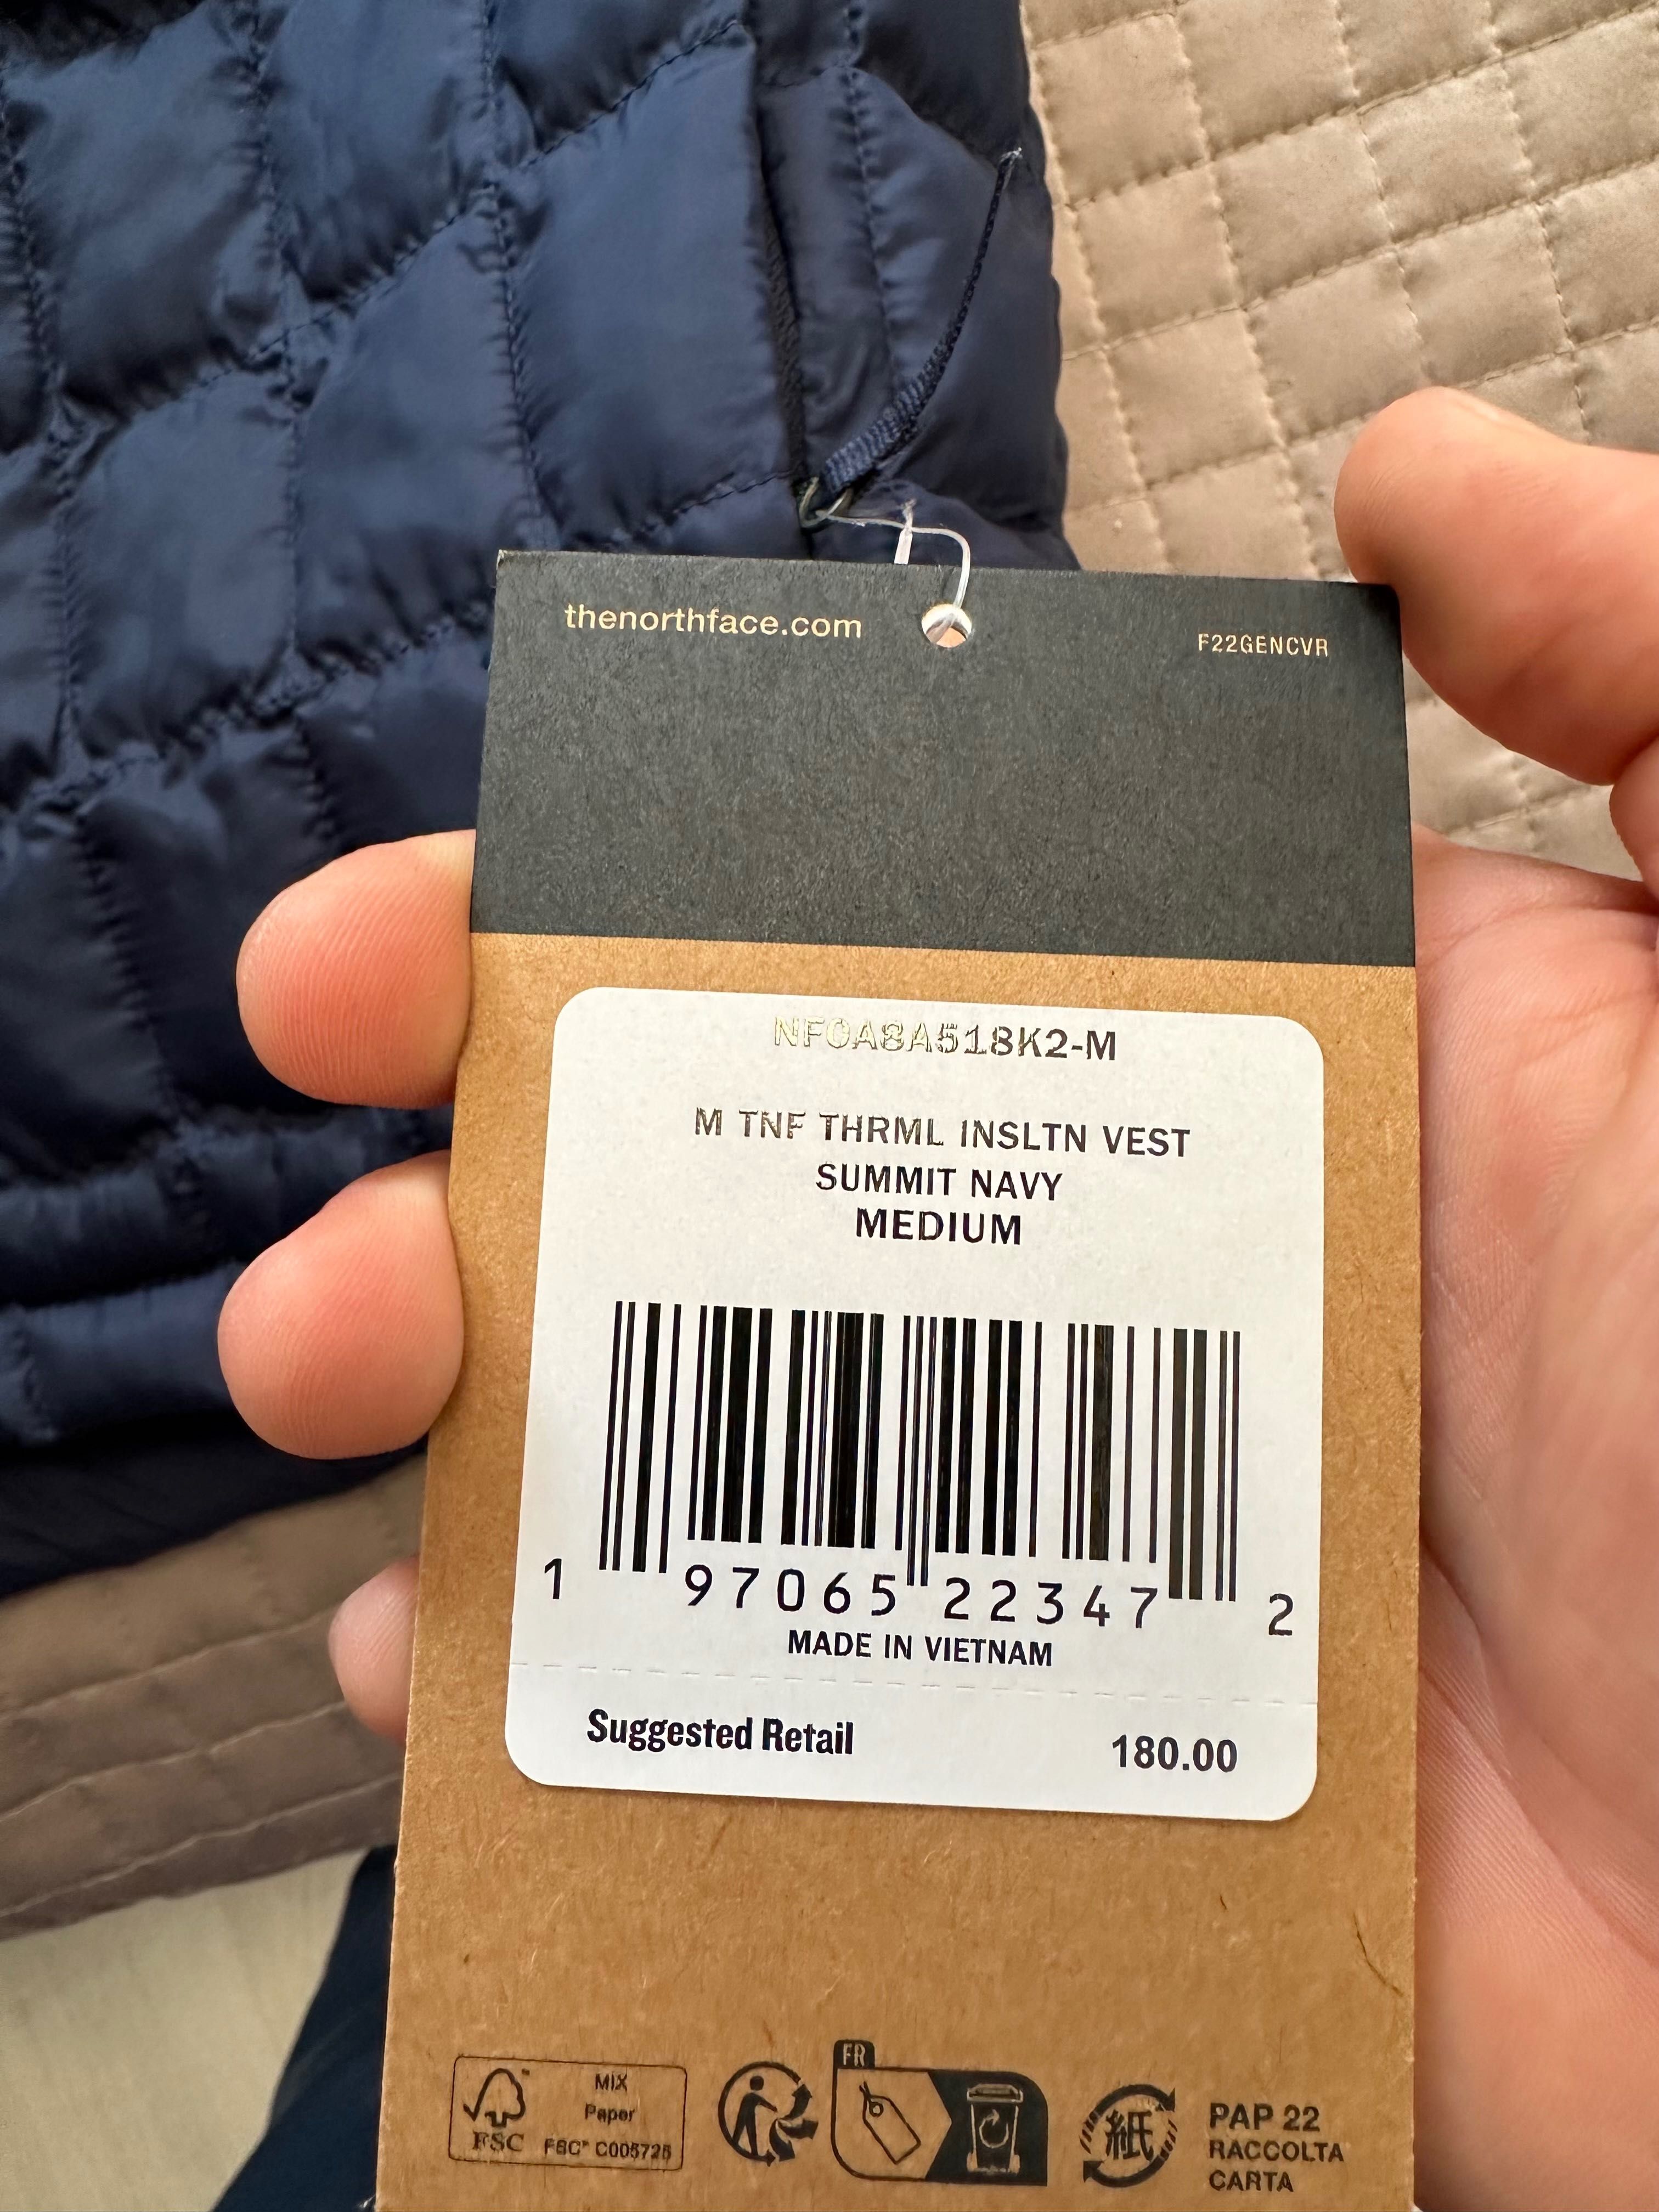 thenorthface.com
F22GENCVR
NF0A8A518K2-M
M TNF THRML INSLTN VEST
SUMMIT NAVY
MEDIUM
1 97065 22347 2
MADE IN VIETNAM
Suggested Retail 180.00
FSC
MIX
Paper
FSC® C005725
FR
紙
PAP 22
RACCOLTA
CARTA